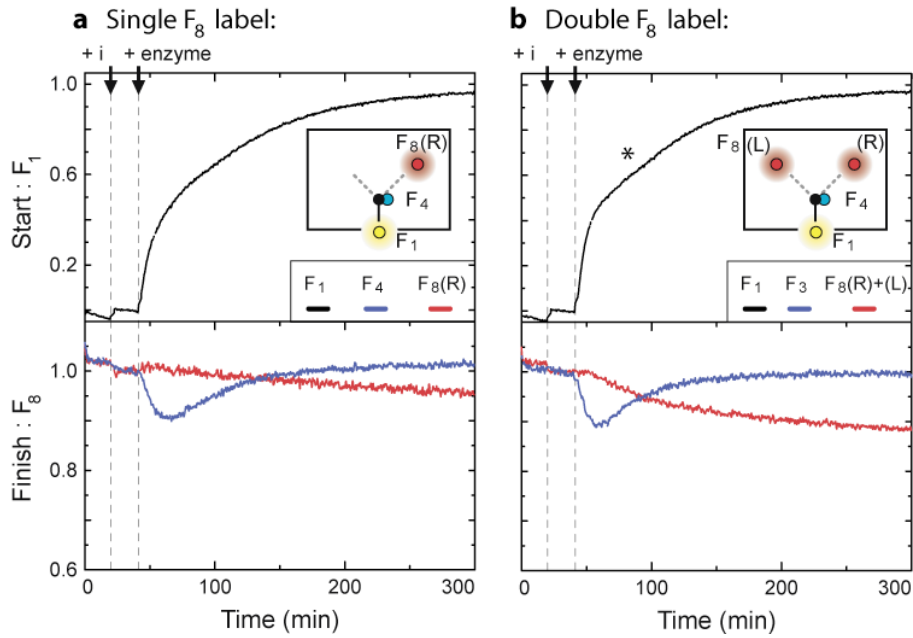 a Single F8 label:
+ i + enzyme
Start : F1
1.0
0.6
0.2
F8(R)
F4
F1
F1 F4 F8(R)
Finish : F8
1.0
0.8
0.6
0 100 200 300
Time (min)
b Double F8 label:
+ i + enzyme
*
F8(L) (R)
F4
F1
F1 F3 F8(R)+(L)
0 100 200 300
Time (min)